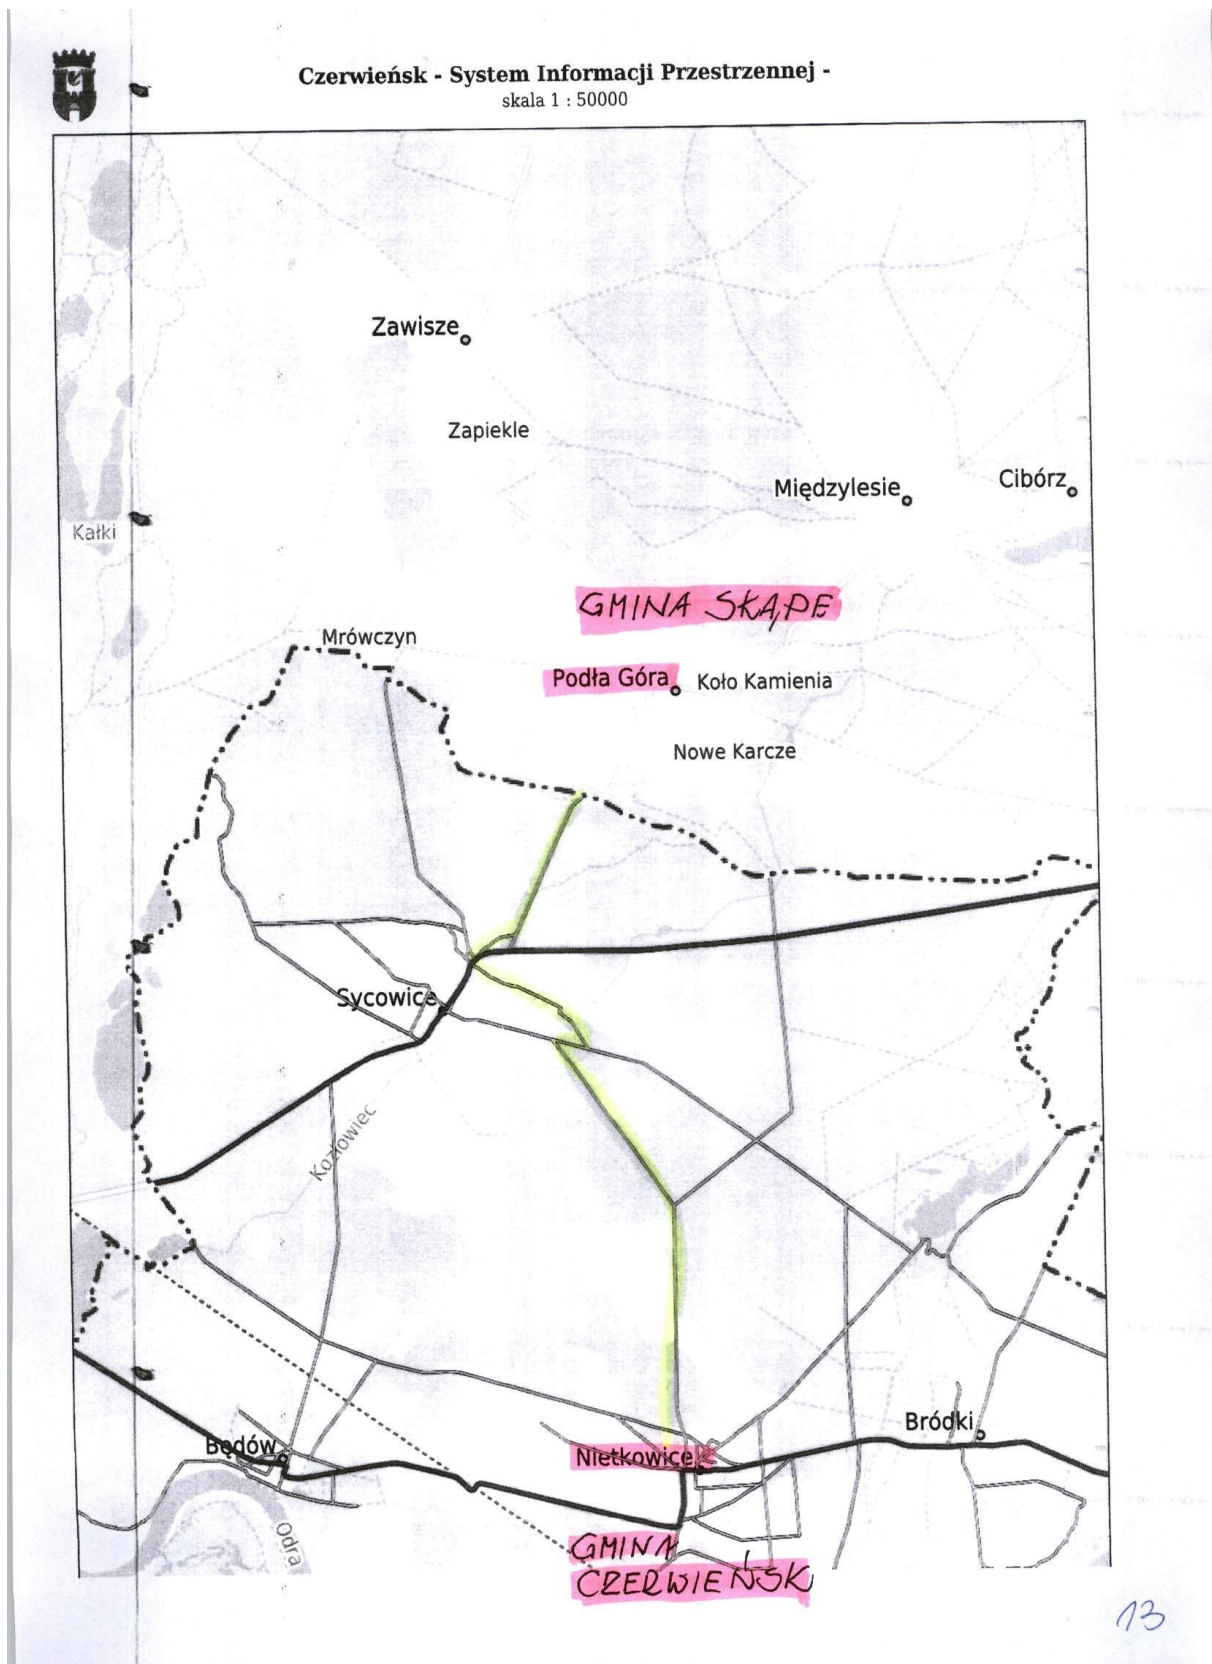 Czerwieńsk - System Informacji Przestrzennej -
skala 1 : 50000
Zawisze
Zapiekle
Międzylesie
Cibórz
Kałki
GMINA SKĄPE
Mrówczyn
Podła Góra
Koło Kamienia
Nowe Karcze
Sycowice
Kozłowiec
Bródki
Będów
Nietkowice
Odra
GMINA
CZERWIEŃSK
13